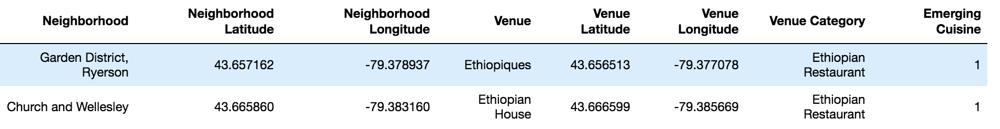 Neighborhood Neighborhood Latitude Neighborhood Longitude Venue Venue Latitude Venue Longitude Venue Category Emerging Cuisine
Garden District, Ryerson 43.657162 -79.378937 Ethiopiques 43.656513 -79.377078 Ethiopian Restaurant 1
Church and Wellesley 43.665860 -79.383160 Ethiopian House 43.666599 -79.385669 Ethiopian Restaurant 1